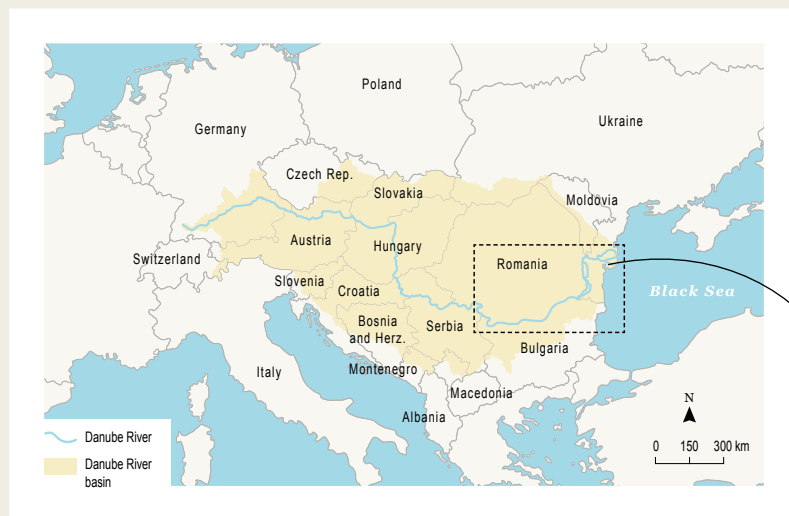 Poland
Ukraine
Germany
Czech Rep.
Slovakia
Moldovia
Austria
Hungary
Switzerland
Romania
Slovenia
Croatia
Black Sea
Bosnia
and Herz.
Serbia
Bulgaria
Italy
Montenegro
Macedonia
Albania
N
0 150 300 km
Danube River
Danube River
basin